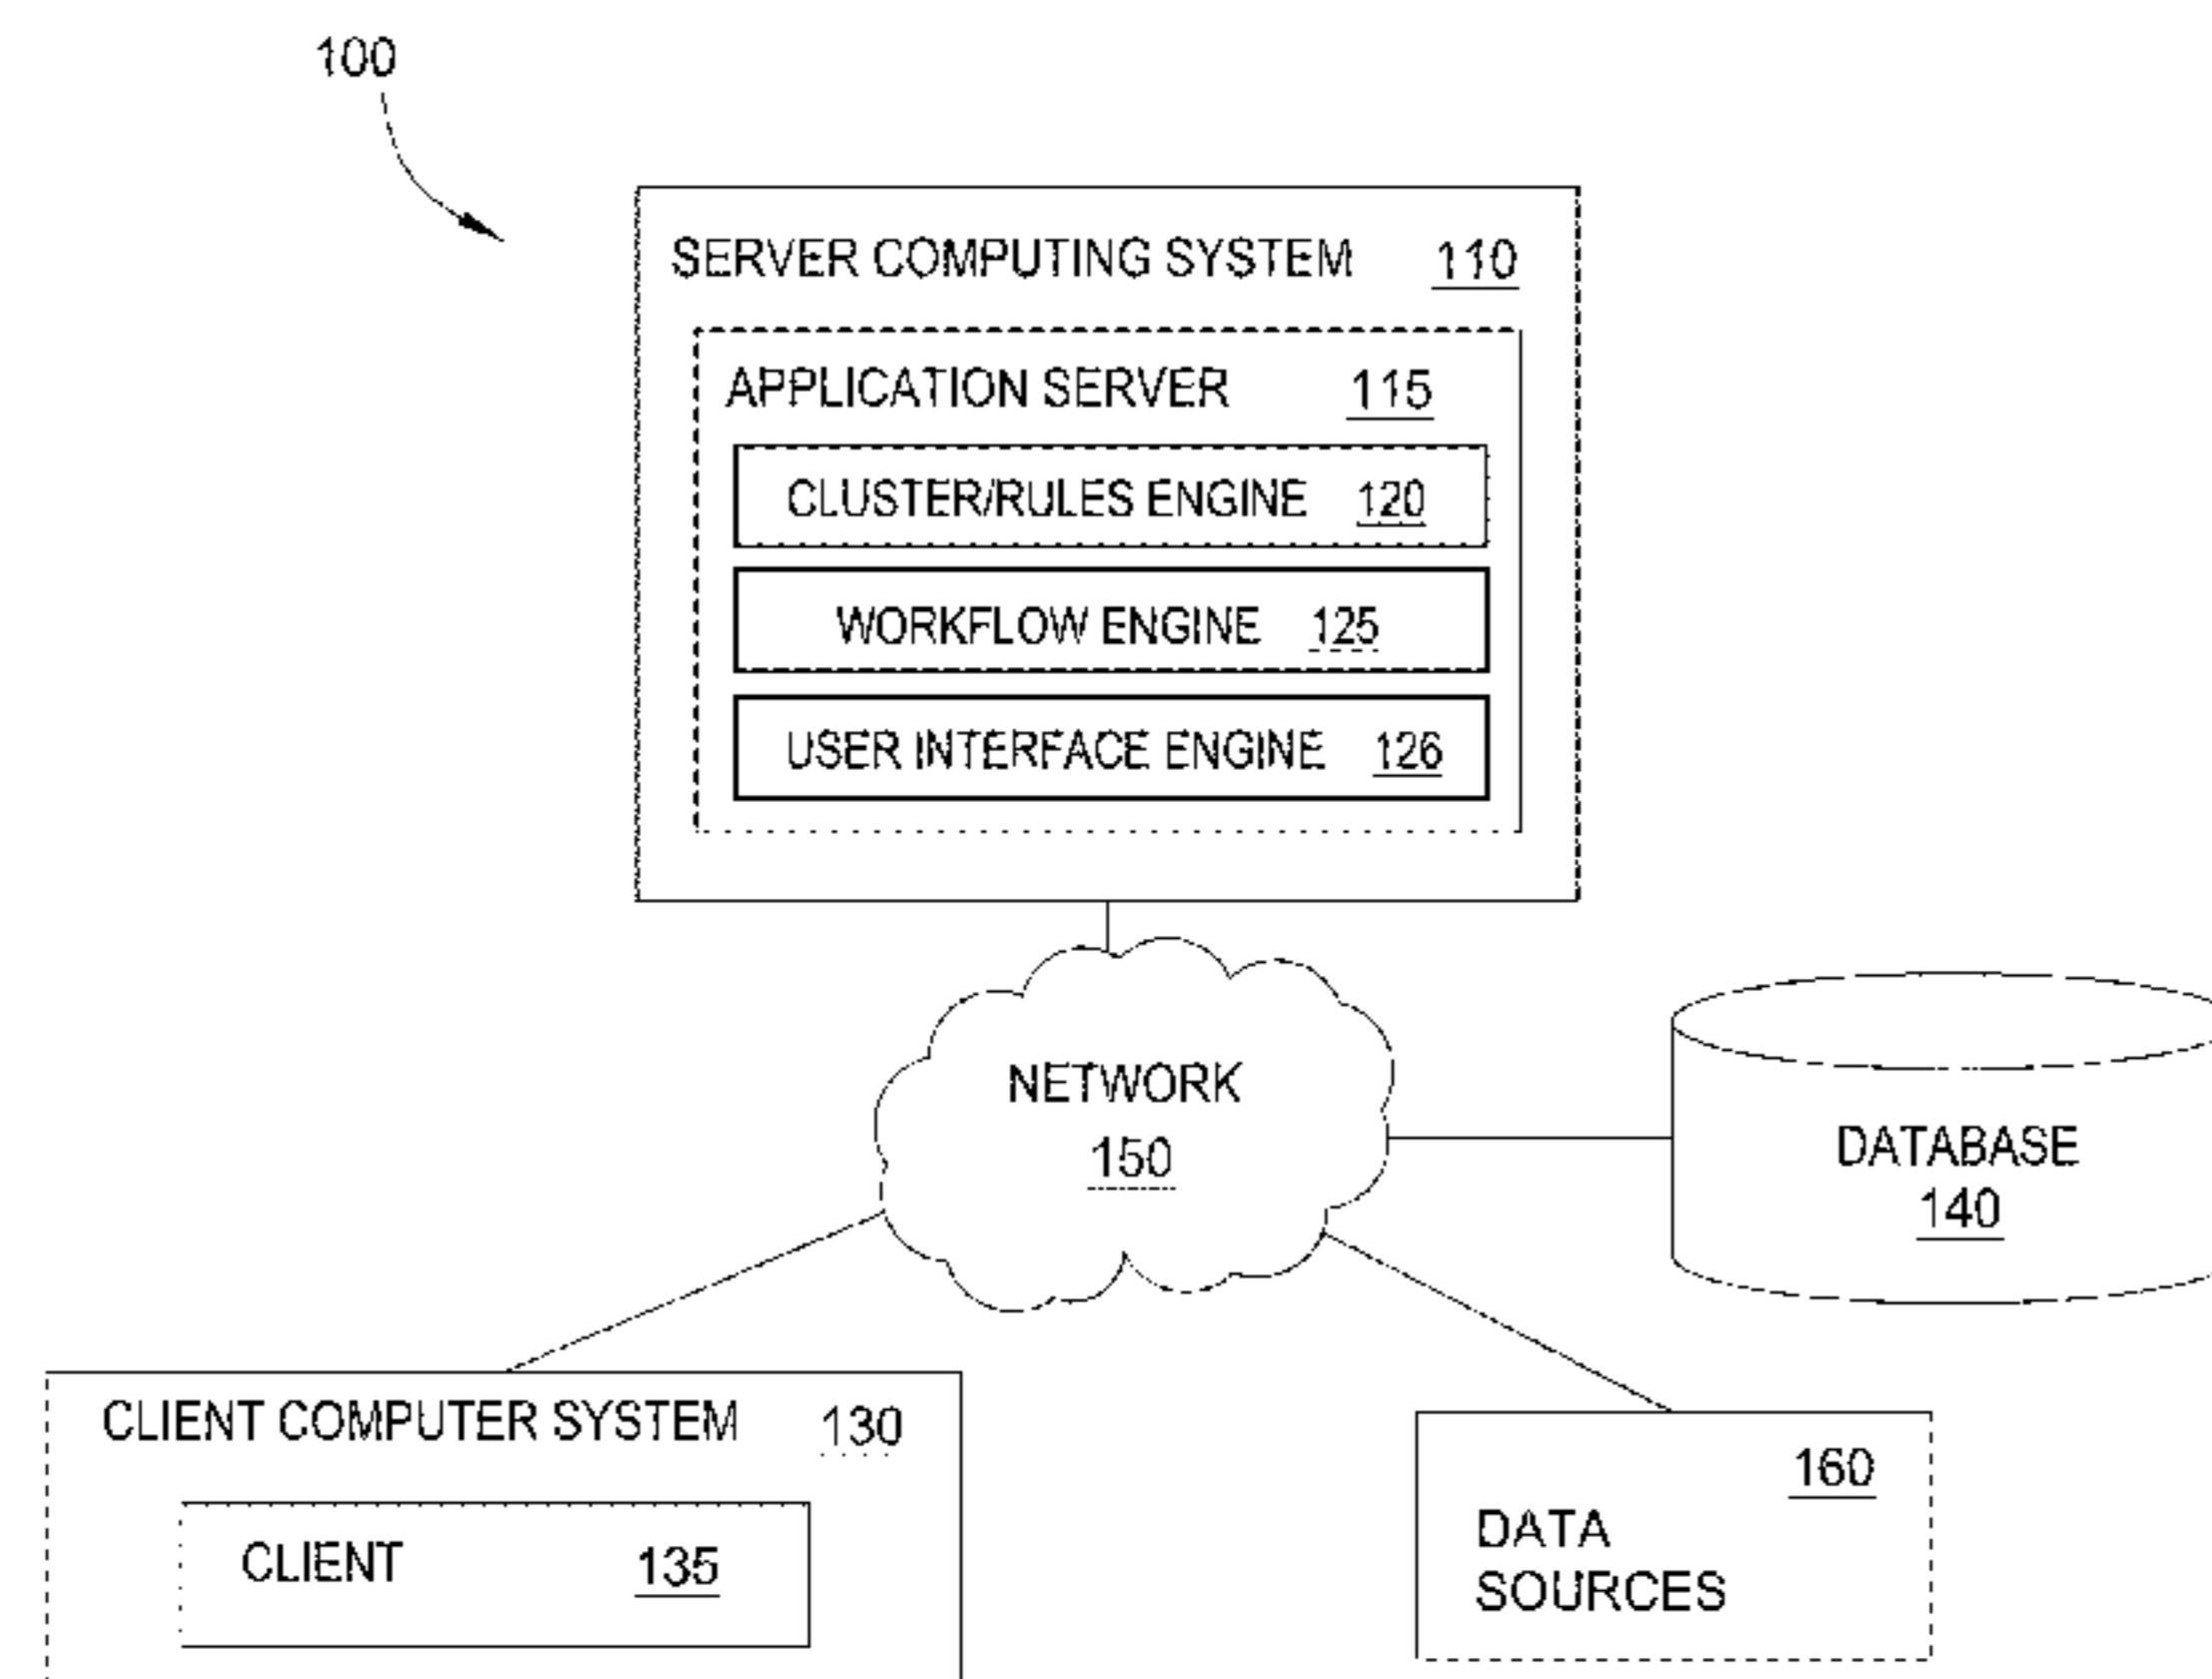 100
SERVER COMPUTING SYSTEM 110
APPLICATION SERVER 115
CLUSTER/RULES ENGINE 120
WORKFLOW ENGINE 125
USER INTERFACE ENGINE 126
NETWORK
150
DATABASE
140
CLIENT COMPUTER SYSTEM 130
CLIENT 135
160
DATA
SOURCES